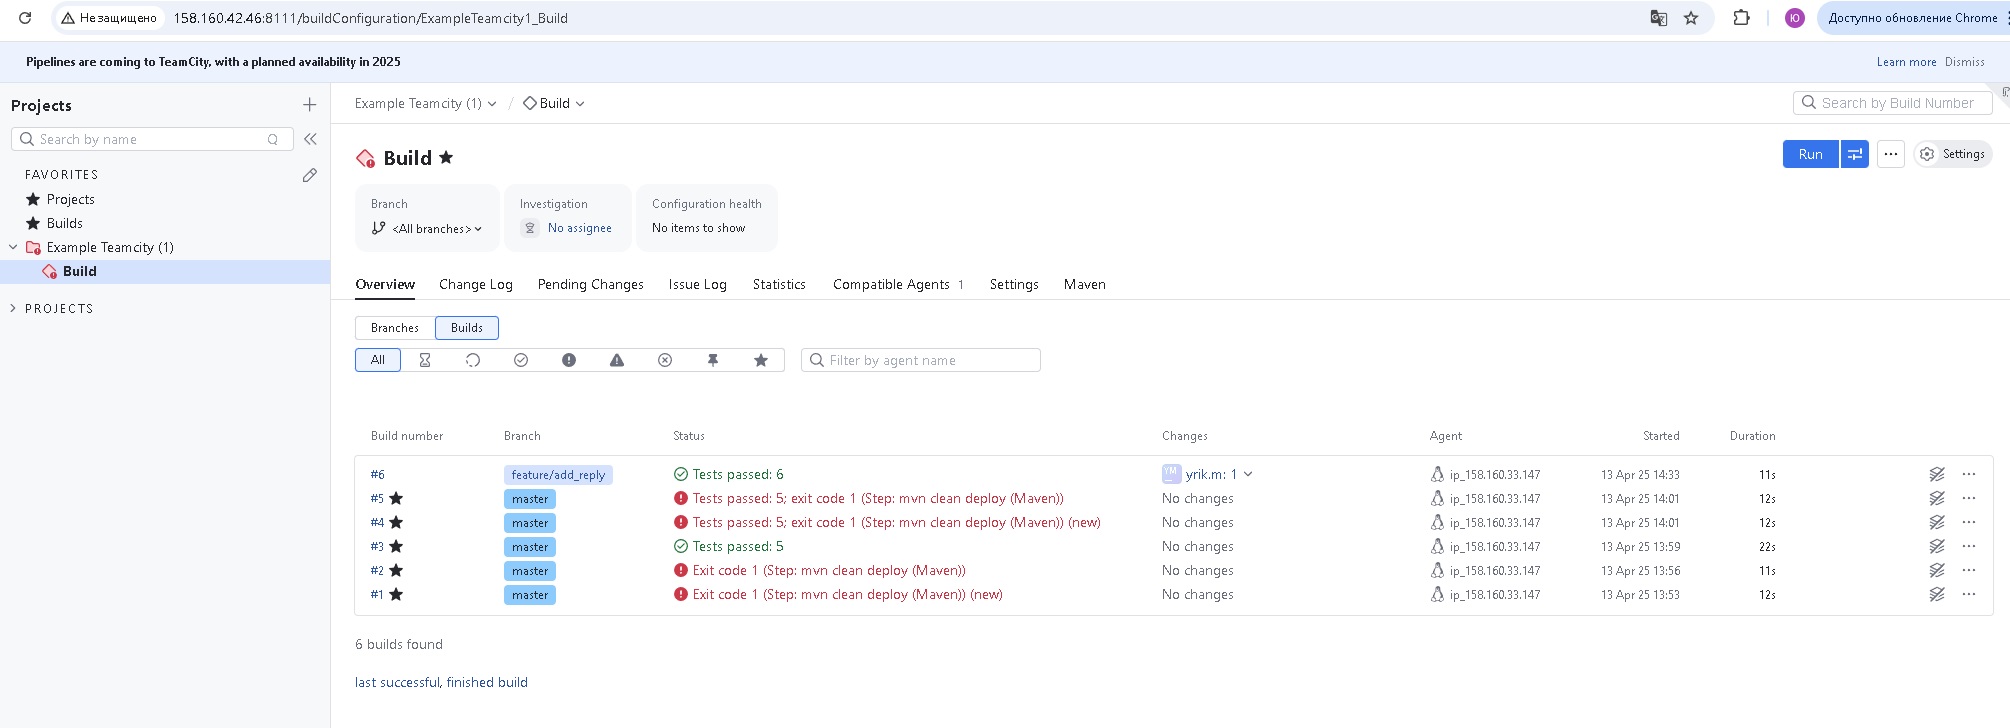 Не защищено 158.160.42.46:8111/buildConfiguration/ExampleTeamcity1_Build Ю Доступно обновление Chrome
Pipelines are coming to TeamCity, with a planned availability in 2025 Learn more Dismiss
Projects
Search by name Q
FAVORITES
Projects
Builds
Example Teamcity (1)
Build
PROJECTS
Example Teamcity (1) / Build Search by Build Number
Build Run ... Settings
Branch Investigation Configuration health
<All branches> No assignee No items to show
Overview Change Log Pending Changes Issue Log Statistics Compatible Agents 1 Settings Maven
Branches Builds
All Filter by agent name
Build number Branch Status Changes Agent Started Duration
#6 feature/add_reply Tests passed: 6 YM yrik.m: 1 ip_158.160.33.147 13 Apr 25 14:33 11s
#5 master Tests passed: 5; exit code 1 (Step: mvn clean deploy (Maven)) No changes ip_158.160.33.147 13 Apr 25 14:01 12s
#4 master Tests passed: 5; exit code 1 (Step: mvn clean deploy (Maven)) (new) No changes ip_158.160.33.147 13 Apr 25 14:01 12s
#3 master Tests passed: 5 No changes ip_158.160.33.147 13 Apr 25 13:59 22s
#2 master Exit code 1 (Step: mvn clean deploy (Maven)) No changes ip_158.160.33.147 13 Apr 25 13:56 11s
#1 master Exit code 1 (Step: mvn clean deploy (Maven)) (new) No changes ip_158.160.33.147 13 Apr 25 13:53 12s
6 builds found
last successful, finished build